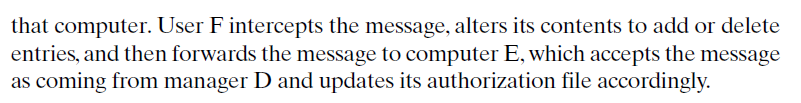 that computer. User F intercepts the message, alters its contents to add or delete
entries, and then forwards the message to computer E, which accepts the message
as coming from manager D and updates its authorization file accordingly.